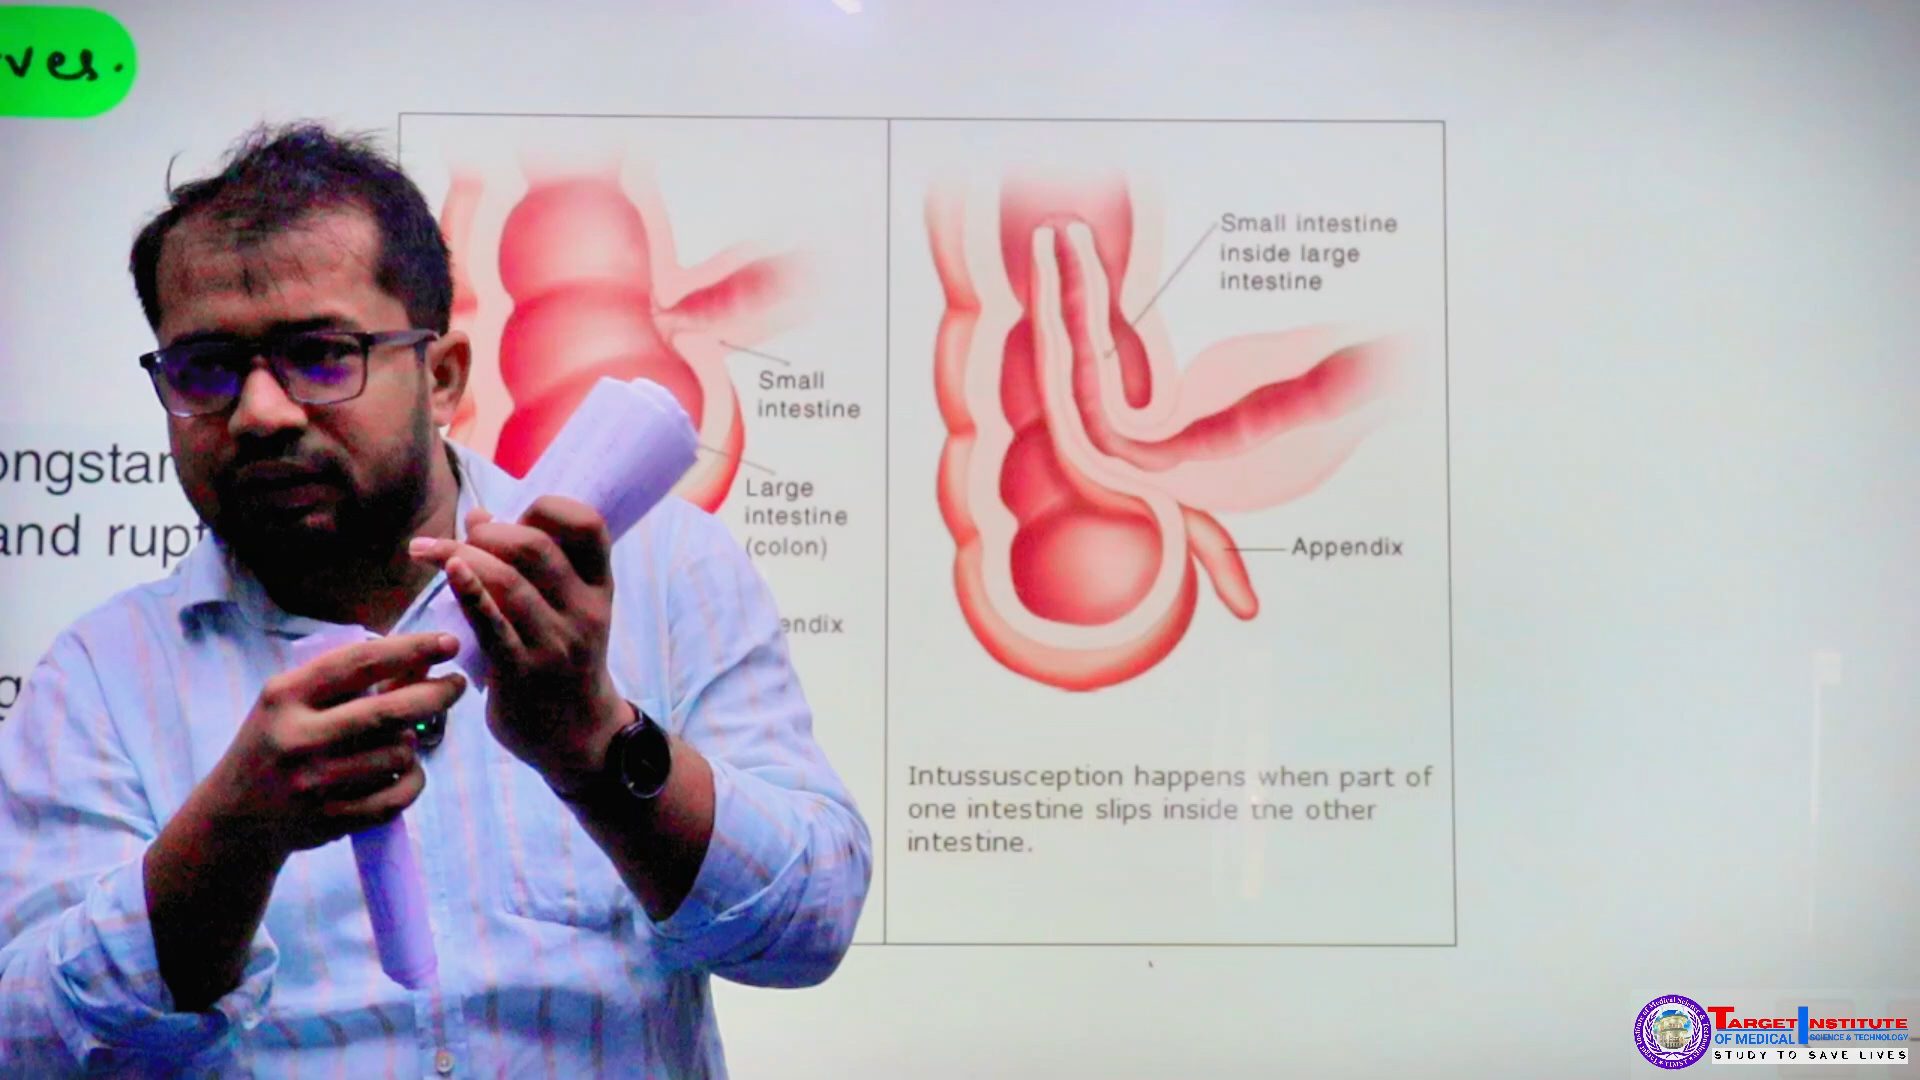 ves.
ongstan
and rupt
g
Small
intestine
Large
intestine
(colon)
endix
Small intestine
inside large
intestine
Appendix
Intussusception happens when part of
one intestine slips inside the other
intestine.
TARGET INSTITUTE
OF MEDICAL SCIENCE & TECHNOLOGY
STUDY TO SAVE LIVES